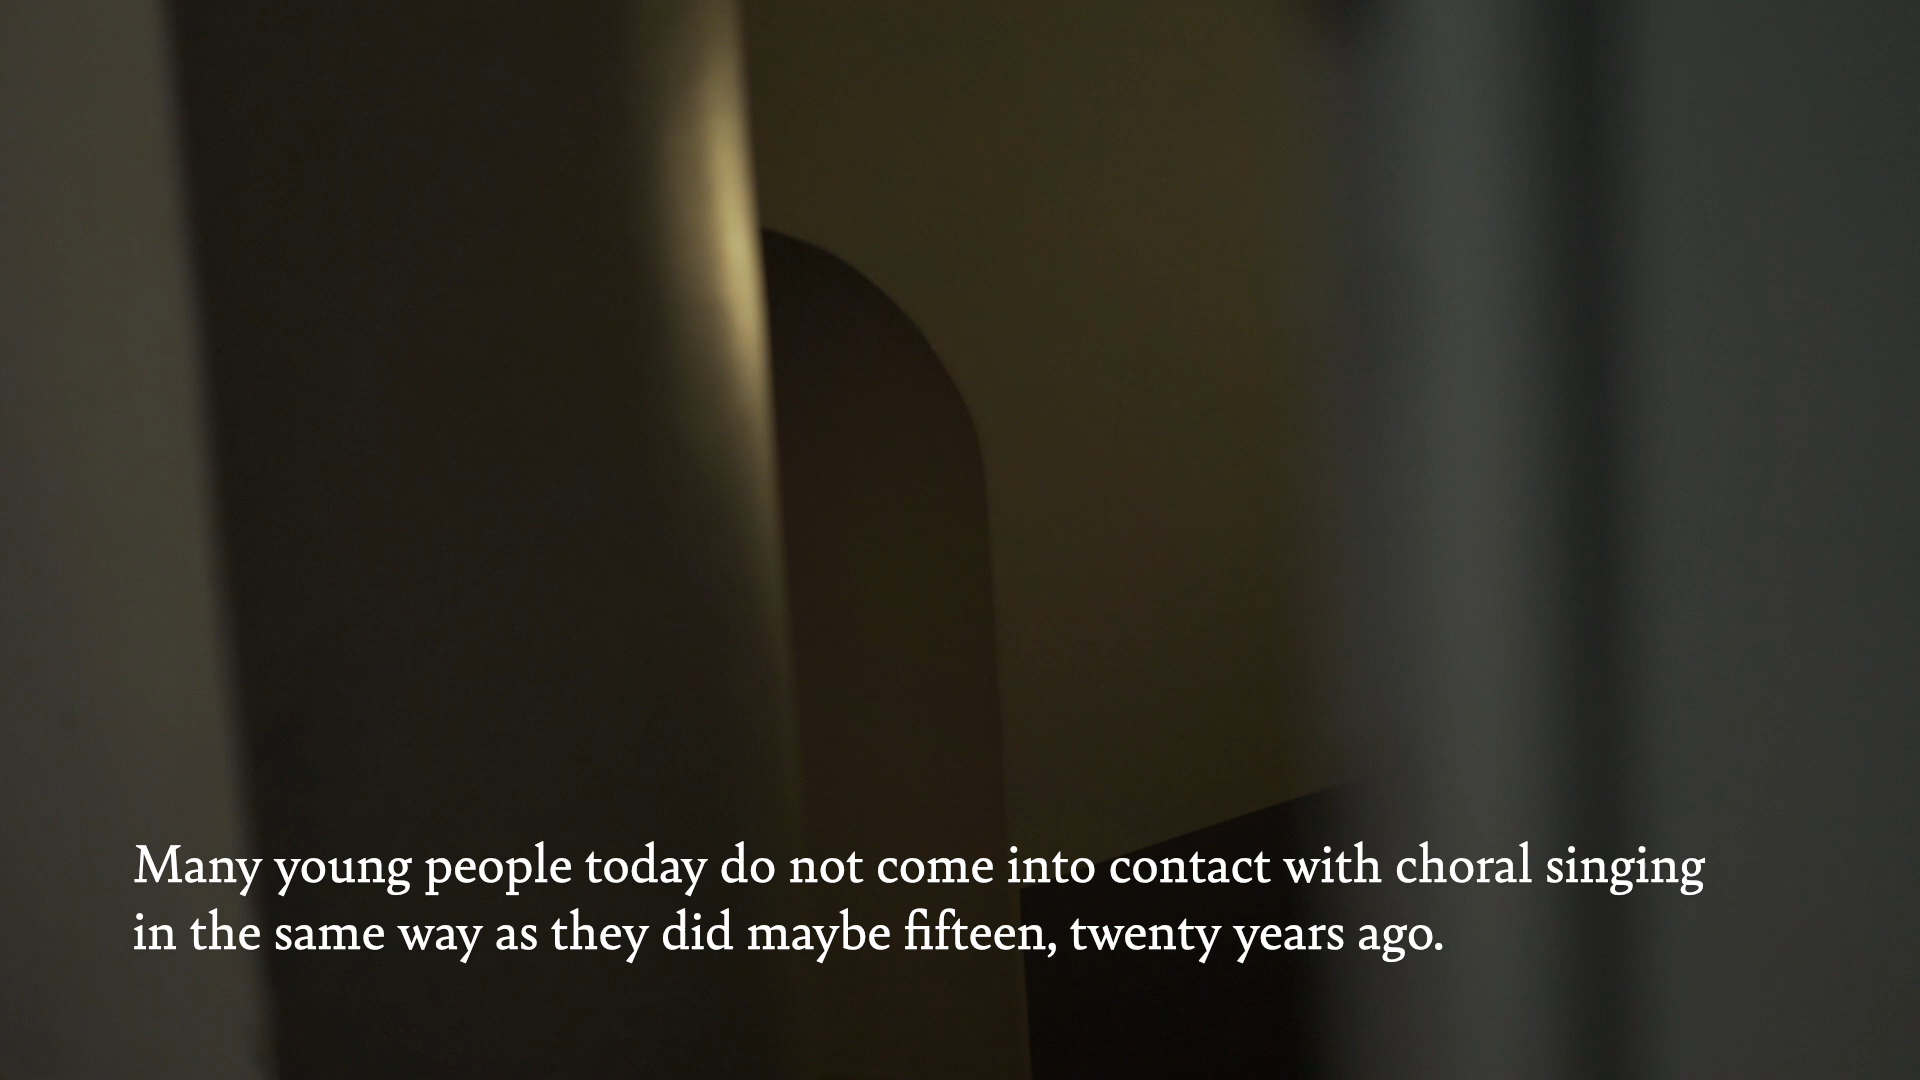 Many young people today do not come into contact with choral singing
in the same way as they did maybe fifteen, twenty years ago.